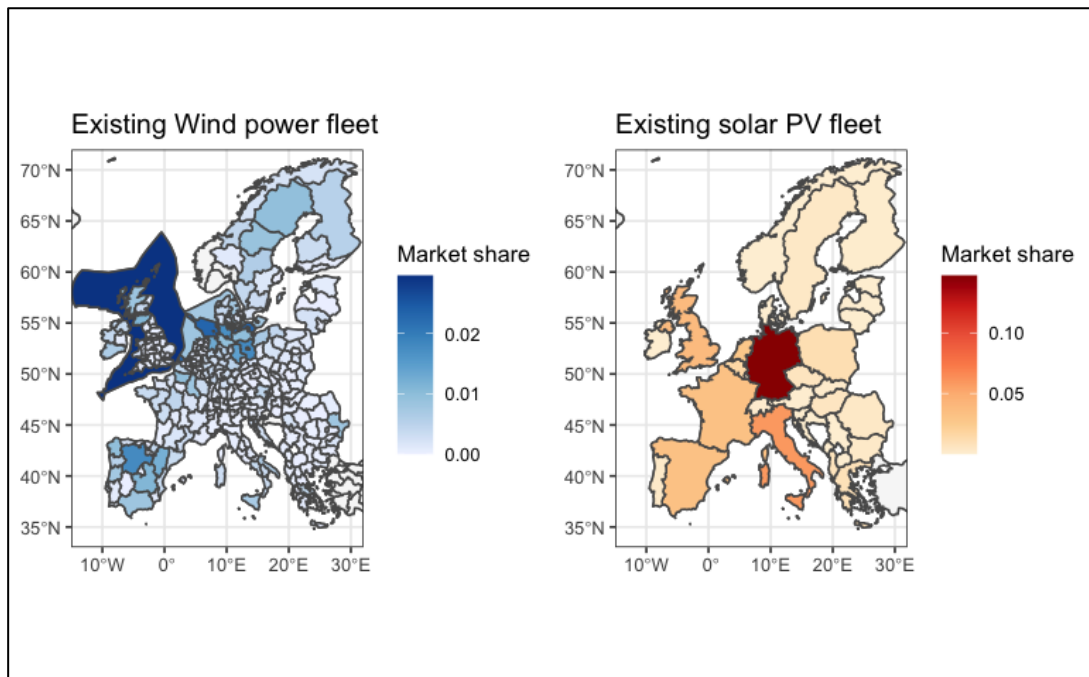 Existing Wind power fleet
70°N
65°N
60°N
55°N
50°N
45°N
40°N
35°N
10°W 0° 10°E 20°E 30°E
Market share
0.02
0.01
0.00
Existing solar PV fleet
70°N
65°N
60°N
55°N
50°N
45°N
40°N
35°N
10°W 0° 10°E 20°E 30°E
Market share
0.10
0.05